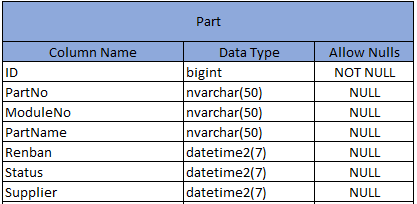 Part
Column Name Data Type Allow Nulls
ID bigint NOT NULL
PartNo nvarchar(50) NULL
ModuleNo nvarchar(50) NULL
PartName nvarchar(50) NULL
Renban datetime2(7) NULL
Status datetime2(7) NULL
Supplier datetime2(7) NULL